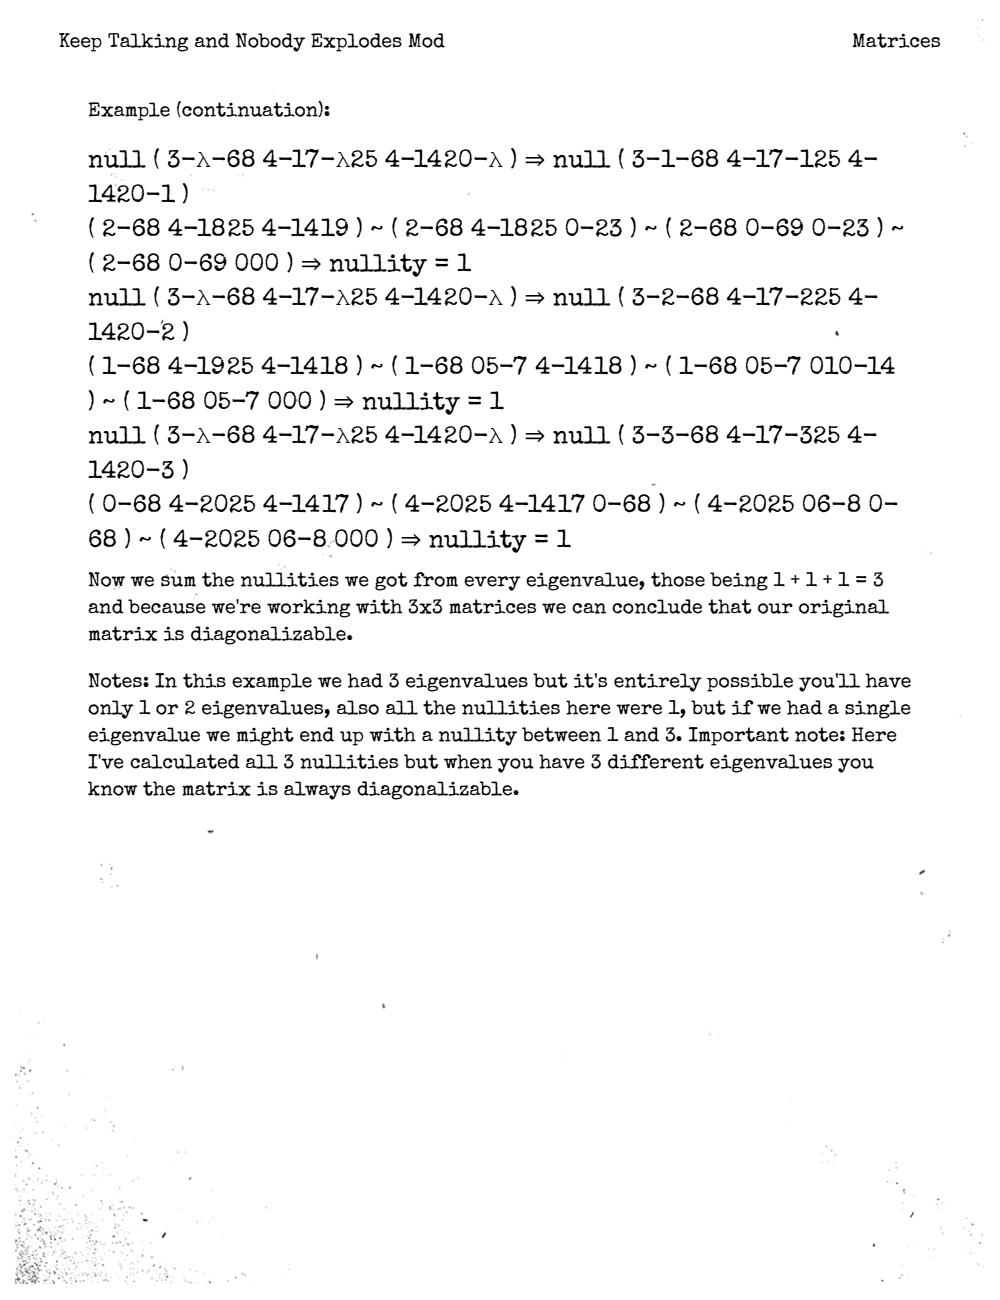 Keep Talking and Nobody Explodes Mod Matrices
Example (continuation):
null ( 3−λ−68 4−17−λ25 4−1420−λ ) ⇒ null ( 3−1−68 4−17−125 4−
1420−1 )
( 2−68 4−1825 4−1419 ) ~ ( 2−68 4−1825 0−23 ) ~ ( 2−68 0−69 0−23 ) ~
( 2−68 0−69 000 ) ⇒ nullity = 1
null ( 3−λ−68 4−17−λ25 4−1420−λ ) ⇒ null ( 3−2−68 4−17−225 4−
1420−2 )
( 1−68 4−1925 4−1418 ) ~ ( 1−68 05−7 4−1418 ) ~ ( 1−68 05−7 010−14
) ~ ( 1−68 05−7 000 ) ⇒ nullity = 1
null ( 3−λ−68 4−17−λ25 4−1420−λ ) ⇒ null ( 3−3−68 4−17−325 4−
1420−3 )
( 0−68 4−2025 4−1417 ) ~ ( 4−2025 4−1417 0−68 ) ~ ( 4−2025 06−8 0−
68 ) ~ ( 4−2025 06−8 000 ) ⇒ nullity = 1
Now we sum the nullities we got from every eigenvalue, those being 1 + 1 + 1 = 3
and because we're working with 3x3 matrices we can conclude that our original
matrix is diagonalizable.
Notes: In this example we had 3 eigenvalues but it's entirely possible you'll have
only 1 or 2 eigenvalues, also all the nullities here were 1, but if we had a single
eigenvalue we might end up with a nullity between 1 and 3. Important note: Here
I've calculated all 3 nullities but when you have 3 different eigenvalues you
know the matrix is always diagonalizable.